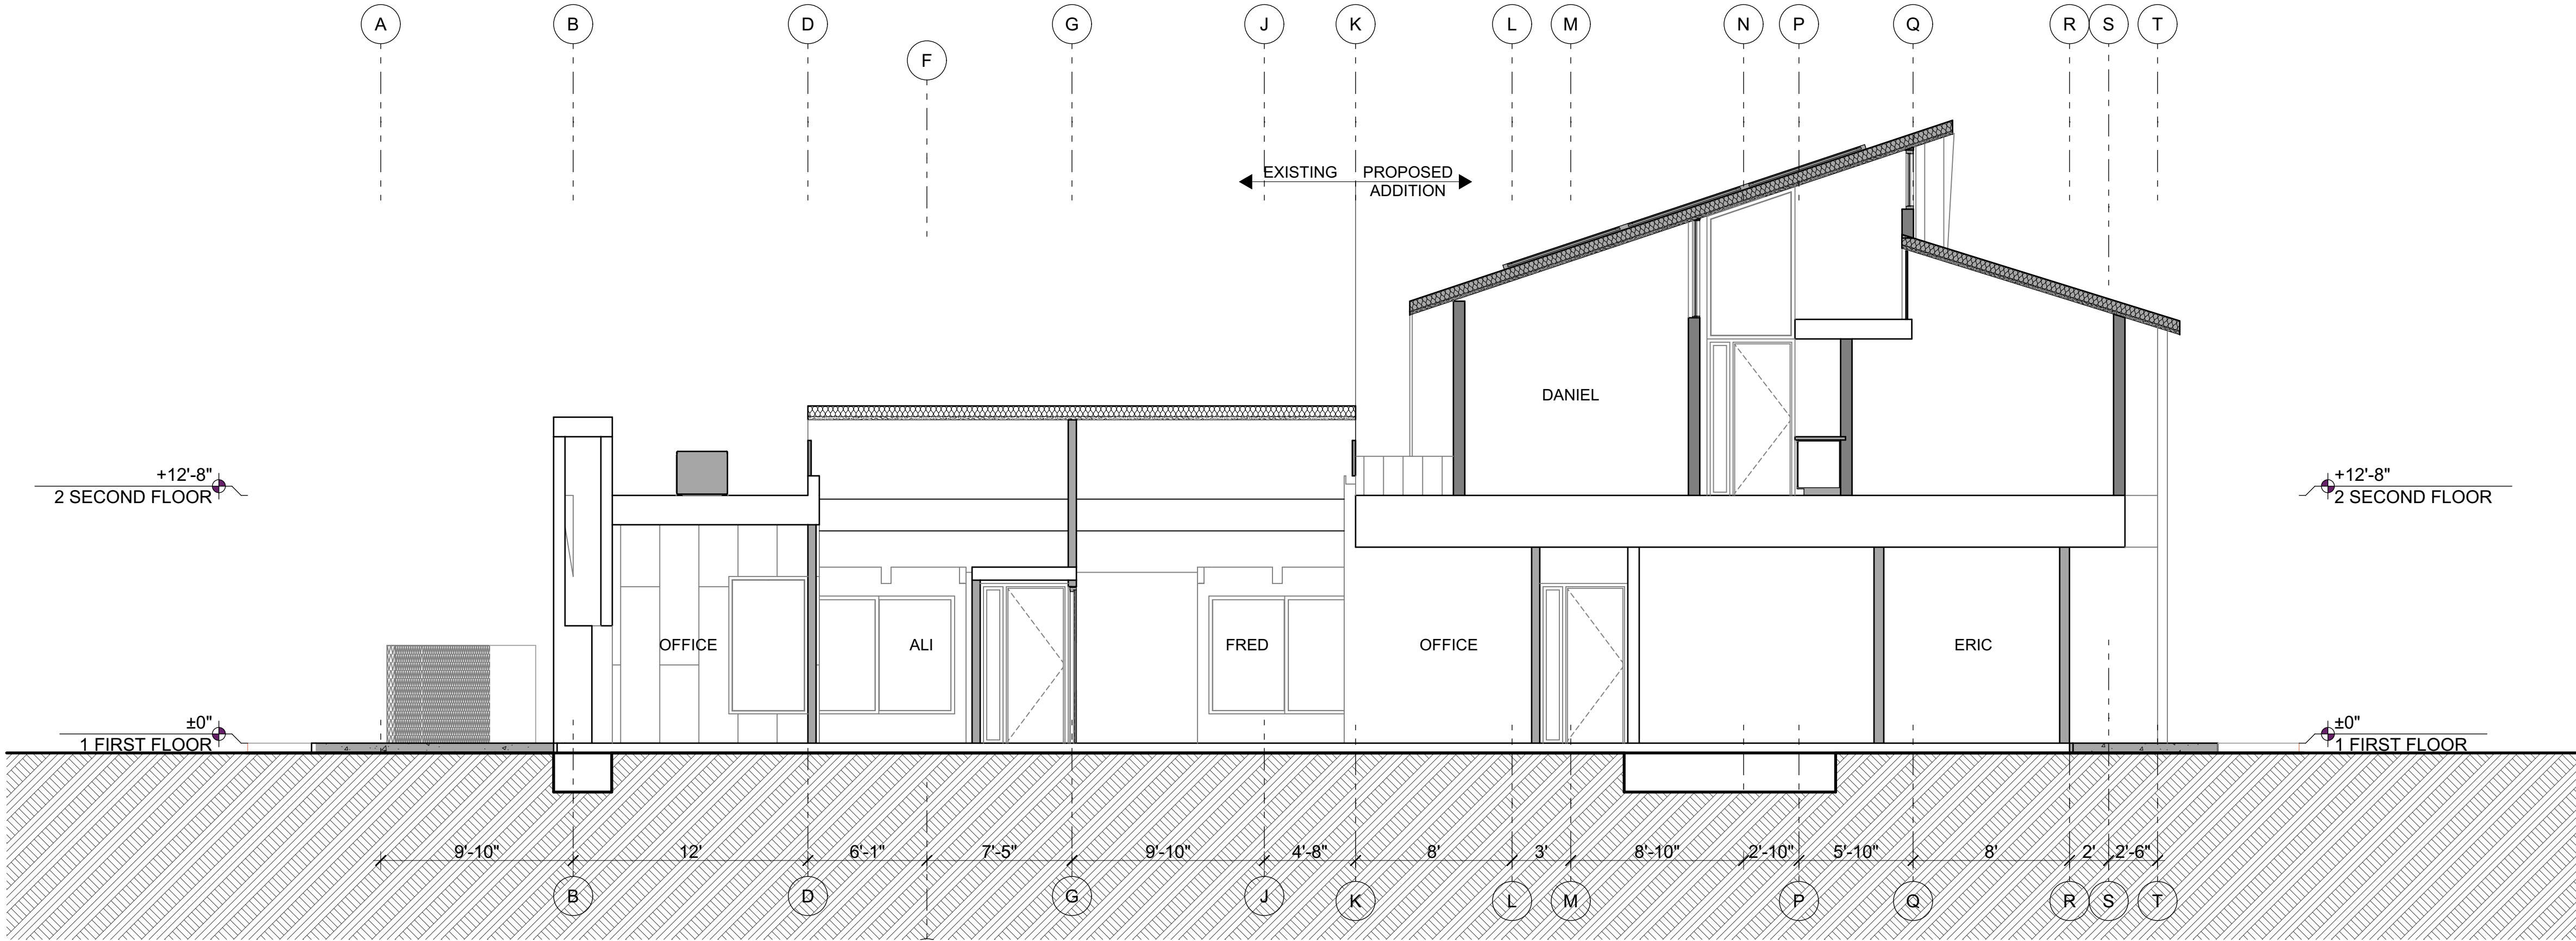 A B D G J K L M N P Q R S T
F
EXISTING PROPOSED
ADDITION
DANIEL
+12'-8" +12'-8"
2 SECOND FLOOR 2 SECOND FLOOR
OFFICE ALI FRED OFFICE ERIC
±0" ±0"
1 FIRST FLOOR 1 FIRST FLOOR
9'-10" 12' 6'-1" 7'-5" 9'-10" 4'-8" 8' 3' 8'-10" 2'-10" 5'-10" 8' 2' 2'-6"
B D G J K L M P Q R S T